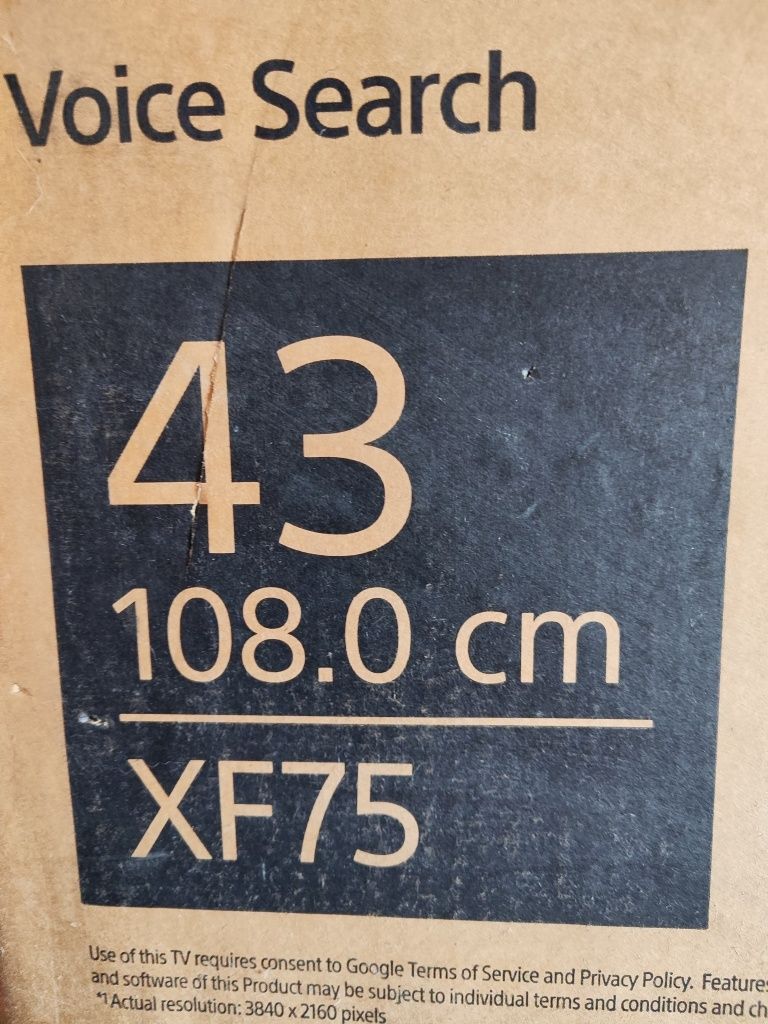 Voice Search
43
108.0 cm
XF75
Use of this TV requires consent to Google Terms of Service and Privacy Policy. Features
and software of this Product may be subject to individual terms and conditions and ch
*1 Actual resolution: 3840 x 2160 pixels